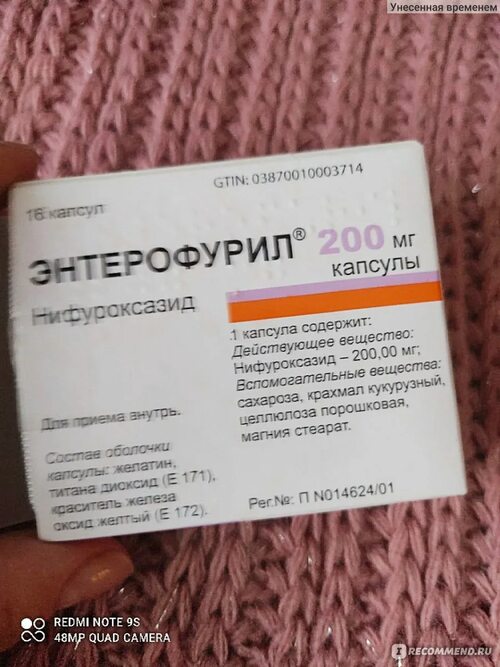 Унесенная временем
GTIN: 03870010003714
16 капсул
ЭНТЕРОФУРИЛ® 200 мг
капсулы
Нифуроксазид
1 капсула содержит:
Действующее вещество:
Нифуроксазид – 200,00 мг;
Вспомогательные вещества:
сахароза, крахмал кукурузный,
целлюлоза порошковая,
магния стеарат.
Для приема внутрь.
Состав оболочки
капсулы: желатин,
титана диоксид (Е 171),
краситель железа
оксид желтый (Е 172).
Рег.№: П N014624/01
REDMI NOTE 9S
48MP QUAD CAMERA
IRECOMMEND.RU